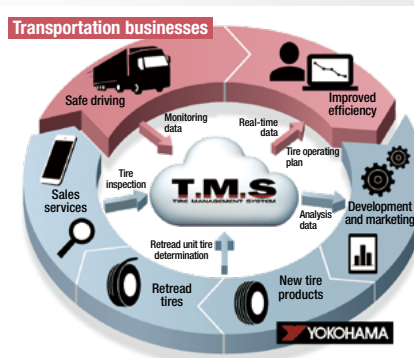 Transportation businesses
Safe driving
Improved
efficiency
Monitoring
data
Real-time
data
Tire operating
plan
Tire
inspection
T.M.S
TIRE MANAGEMENT SYSTEM
Sales
services
Development
and marketing
Analysis
data
Retread unit tire
determination
Retread
tires
New tire
products
YOKOHAMA